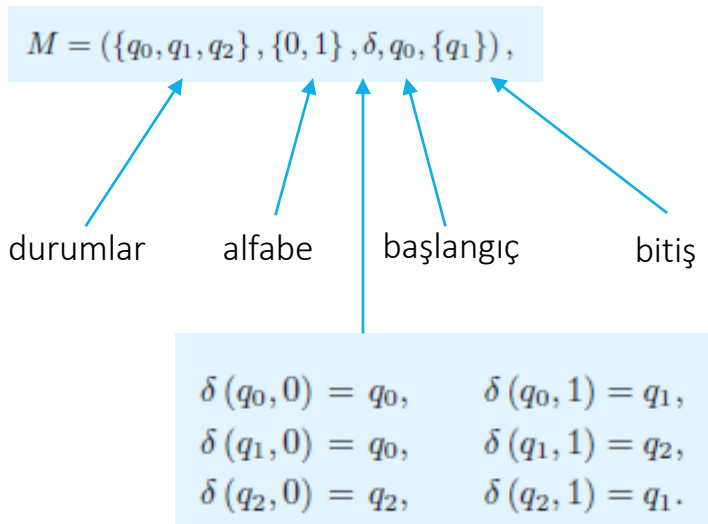 M = ({q₀, q₁, q₂}, {0, 1}, δ, q₀, {q₁}),
durumlar alfabe başlangıç bitiş
δ (q₀, 0) = q₀, δ (q₀, 1) = q₁,
δ (q₁, 0) = q₀, δ (q₁, 1) = q₂,
δ (q₂, 0) = q₂, δ (q₂, 1) = q₁.